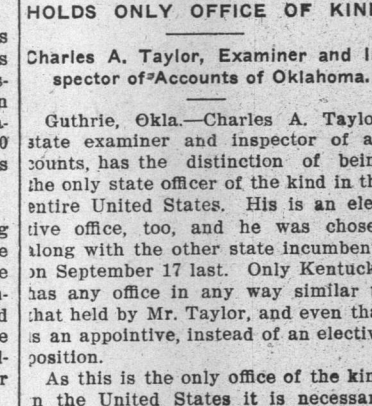 HOLDS ONLY OFFICE OF KIN
Charles A. Taylor, Examiner and I
spector of Accounts of Oklahoma.
Guthrie, Okla.—Charles A. Taylo
state examiner and inspector of a
counts, has the distinction of bein
the only state officer of the kind in th
entire United States. His is an ele
tive office, too, and he was chose
along with the other state incumben
on September 17 last. Only Kentuck
has any office in any way similar t
that held by Mr. Taylor, and even tha
is an appointive, instead of an electiv
position.
As this is the only office of the kin
n the United States it is necessar